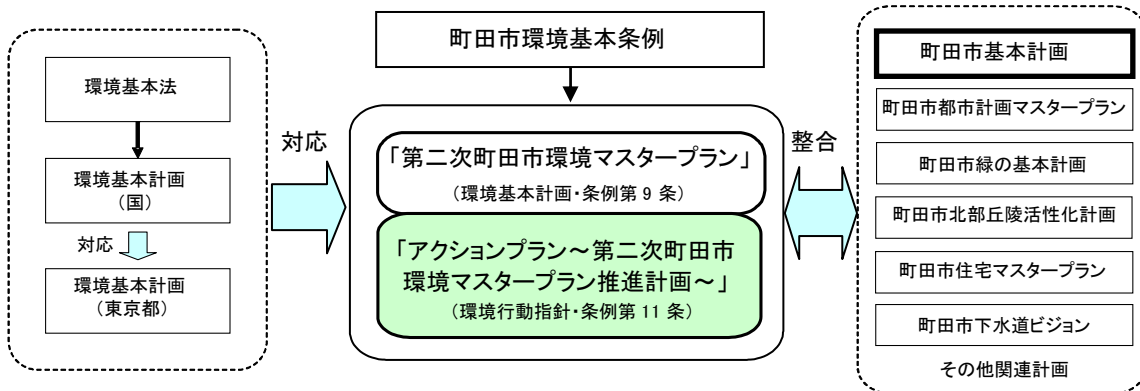 町田市環境基本条例
環境基本法
環境基本計画
（国）
対応
環境基本計画
（東京都）
対応
「第二次町田市環境マスタープラン」
（環境基本計画・条例第 9 条）
「アクションプラン～第二次町田市
環境マスタープラン推進計画～」
（環境行動指針・条例第 11 条）
整合
町田市基本計画
町田市都市計画マスタープラン
町田市緑の基本計画
町田市北部丘陵活性化計画
町田市住宅マスタープラン
町田市下水道ビジョン
その他関連計画